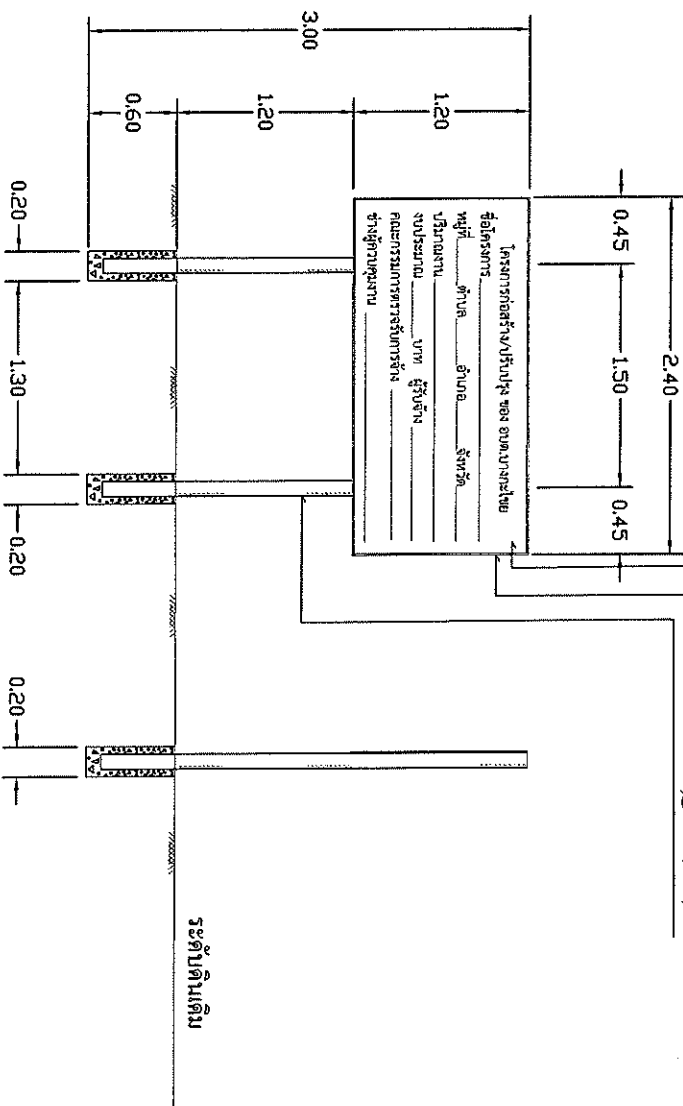 2.40
0.45 1.50 0.45
3.00
1.20
1.20
0.60
โครงการก่อสร้าง/ปรับปรุง ของ อบต.บางกะไชย
ชื่อโครงการ
หมู่ที่ ตำบล อำเภอ จังหวัด
ปริมาณงาน
งบประมาณ บาท ผู้รับจ้าง
คณะกรรมการตรวจรับการจ้าง
ช่างผู้ควบคุมงาน
ระดับดินเดิม
0.20 1.30 0.20 0.20